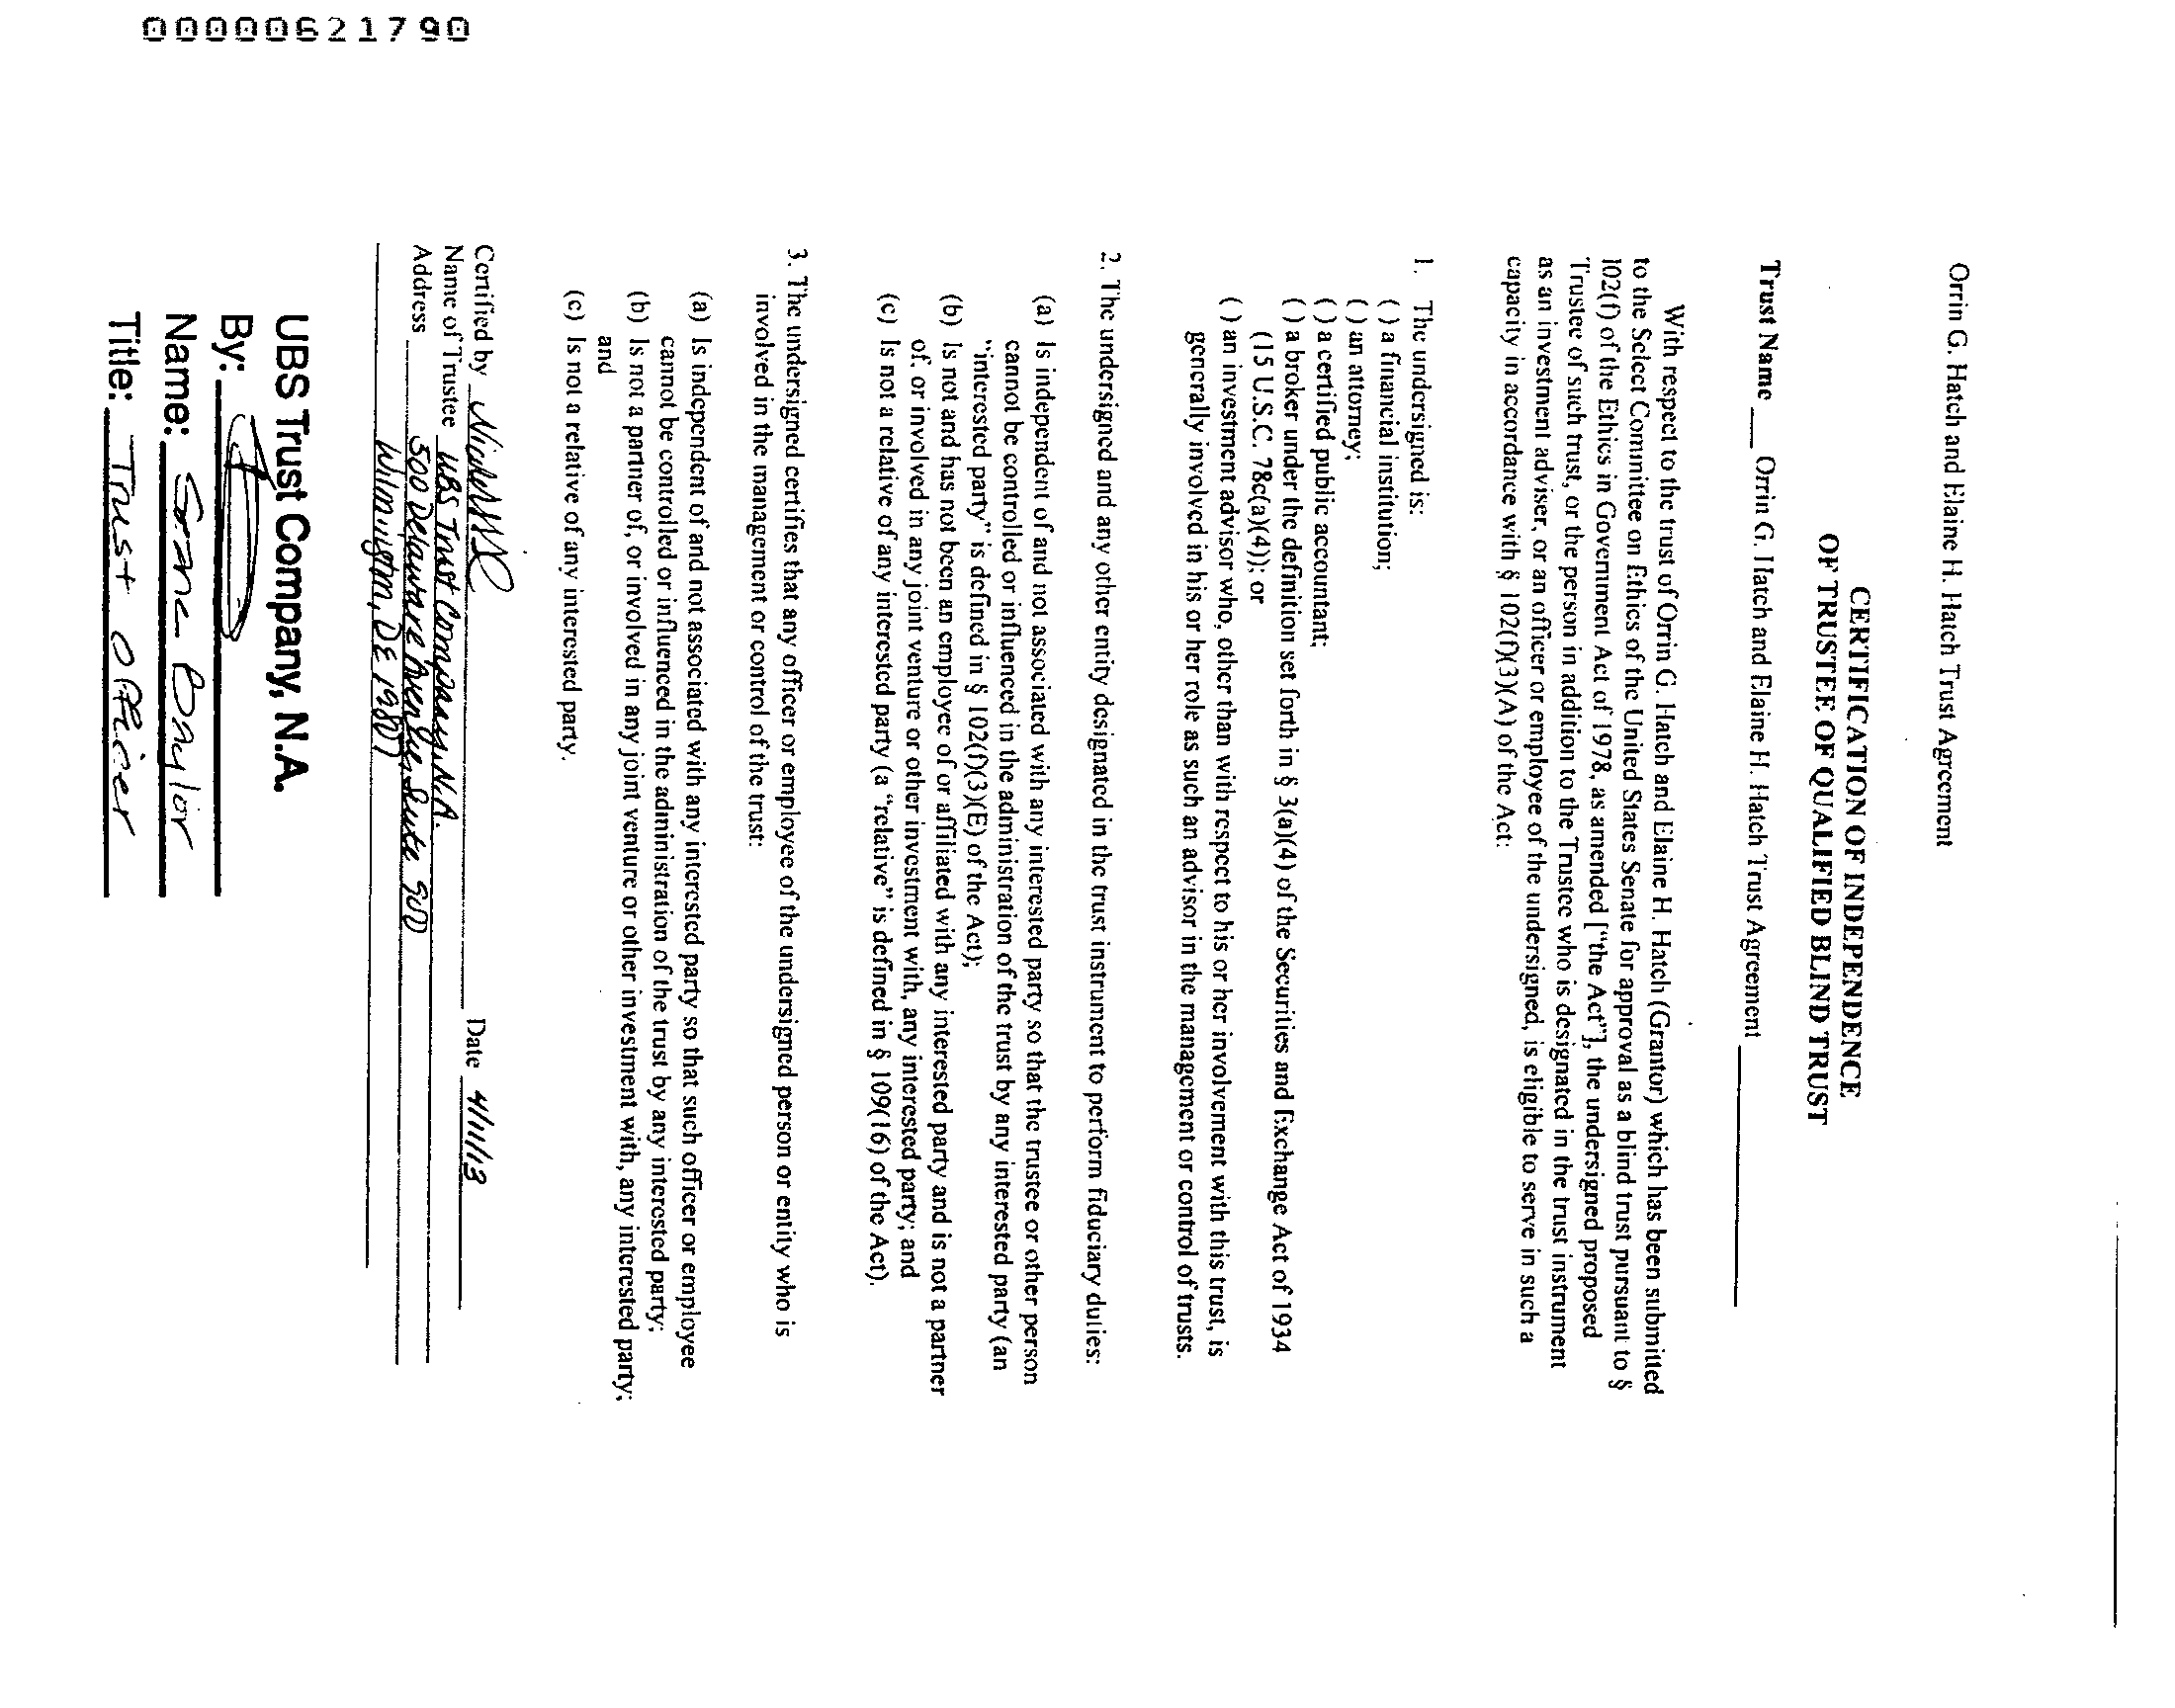 00000621790
Orrin G. Hatch and Elaine H. Hatch Trust Agreement
CERTIFICATION OF INDEPENDENCE
OF TRUSTEE OF QUALIFIED BLIND TRUST
Trust Name Orrin G. Hatch and Elaine H. Hatch Trust Agreement
With respect to the trust of Orrin G. Hatch and Elaine H. Hatch (Grantor) which has been submitted
to the Select Committee on Ethics of the United States Senate for approval as a blind trust pursuant to §
102(f) of the Ethics in Government Act of 1978, as amended ["the Act"], the undersigned proposed
Trustee of such trust, or the person in addition to the Trustee who is designated in the trust instrument
as an investment adviser, or an officer or employee of the undersigned, is eligible to serve in such a
capacity in accordance with § 102(f)(3)(A) of the Act:
1. The undersigned is:
( ) a financial institution;
( ) an attorney;
( ) a certified public accountant;
( ) a broker under the definition set forth in § 3(a)(4) of the Securities and Exchange Act of 1934
(15 U.S.C. 78c(a)(4)); or
( ) an investment advisor who, other than with respect to his or her involvement with this trust, is
generally involved in his or her role as such an advisor in the management or control of trusts.
2. The undersigned and any other entity designated in the trust instrument to perform fiduciary duties:
(a) Is independent of and not associated with any interested party so that the trustee or other person
cannot be controlled or influenced in the administration of the trust by any interested party (an
"interested party" is defined in § 102(f)(3)(E) of the Act);
(b) Is not and has not been an employee of or affiliated with any interested party and is not a partner
of, or involved in any joint venture or other investment with, any interested party; and
(c) Is not a relative of any interested party (a "relative" is defined in § 109(16) of the Act).
3. The undersigned certifies that any officer or employee of the undersigned person or entity who is
involved in the management or control of the trust:
(a) Is independent of and not associated with any interested party so that such officer or employee
cannot be controlled or influenced in the administration of the trust by any interested party;
(b) Is not a partner of, or involved in any joint venture or other investment with, any interested party;
and
(c) Is not a relative of any interested party.
Certified by Date 4/11/13
Name of Trustee UBS Trust Company, N.A.
Address 500 Delaware Avenue, Suite 900
Wilmington, DE 19801
UBS Trust Company, N.A.
By:
Name: Baylor
Title: Trust Officer